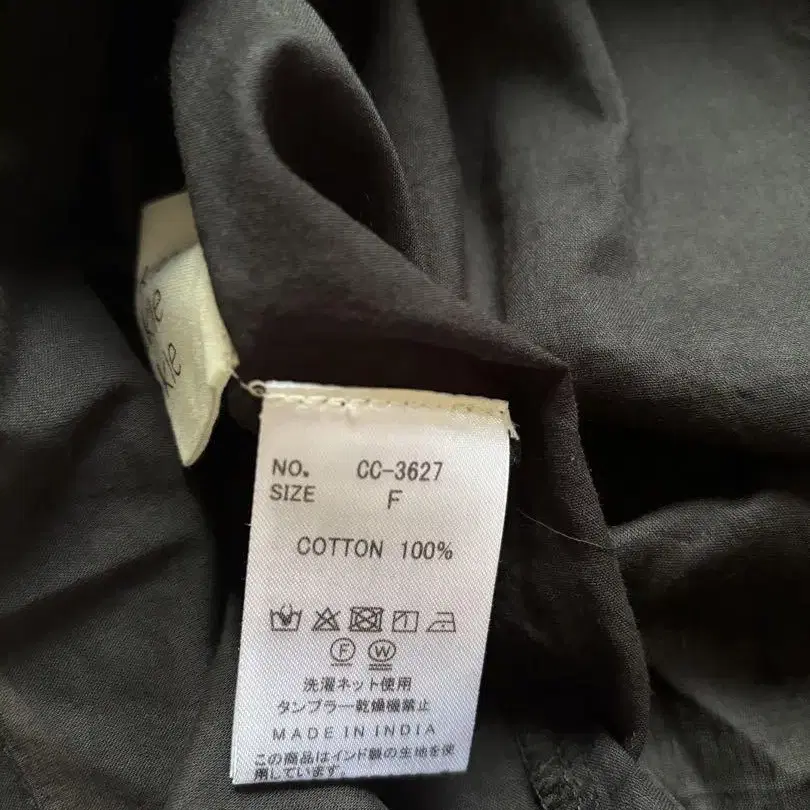 NO. CC-3627
SIZE F
COTTON 100%
F W
洗濯ネット使用
タンブラー乾燥機禁止
MADE IN INDIA
この商品はインド製の生地を使
用しています。